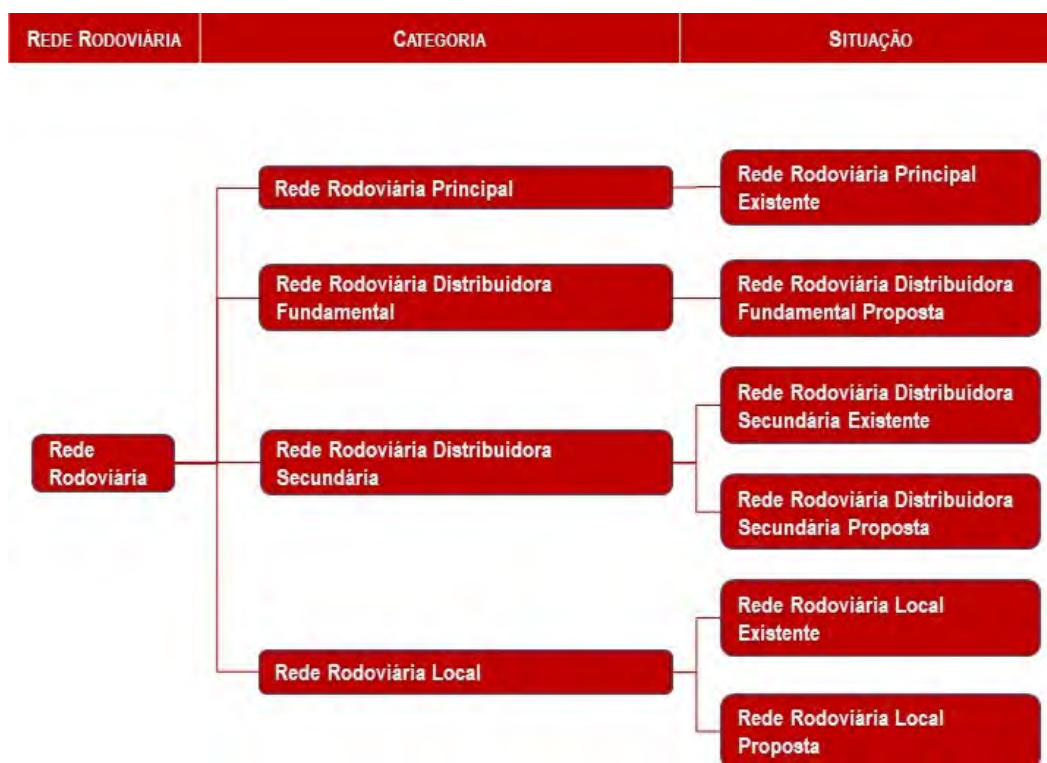 REDE RODOVIÁRIA
CATEGORIA
SITUAÇÃO
Rede Rodoviária Principal
Rede Rodoviária Principal
Existente
Rede Rodoviária Distribuidora
Fundamental
Rede Rodoviária Distribuidora
Fundamental Proposta
Rede
Rodoviária
Rede Rodoviária Distribuidora
Secundária
Rede Rodoviária Distribuidora
Secundária Existente
Rede Rodoviária Distribuidora
Secundária Proposta
Rede Rodoviária Local
Rede Rodoviária Local
Existente
Rede Rodoviária Local
Proposta